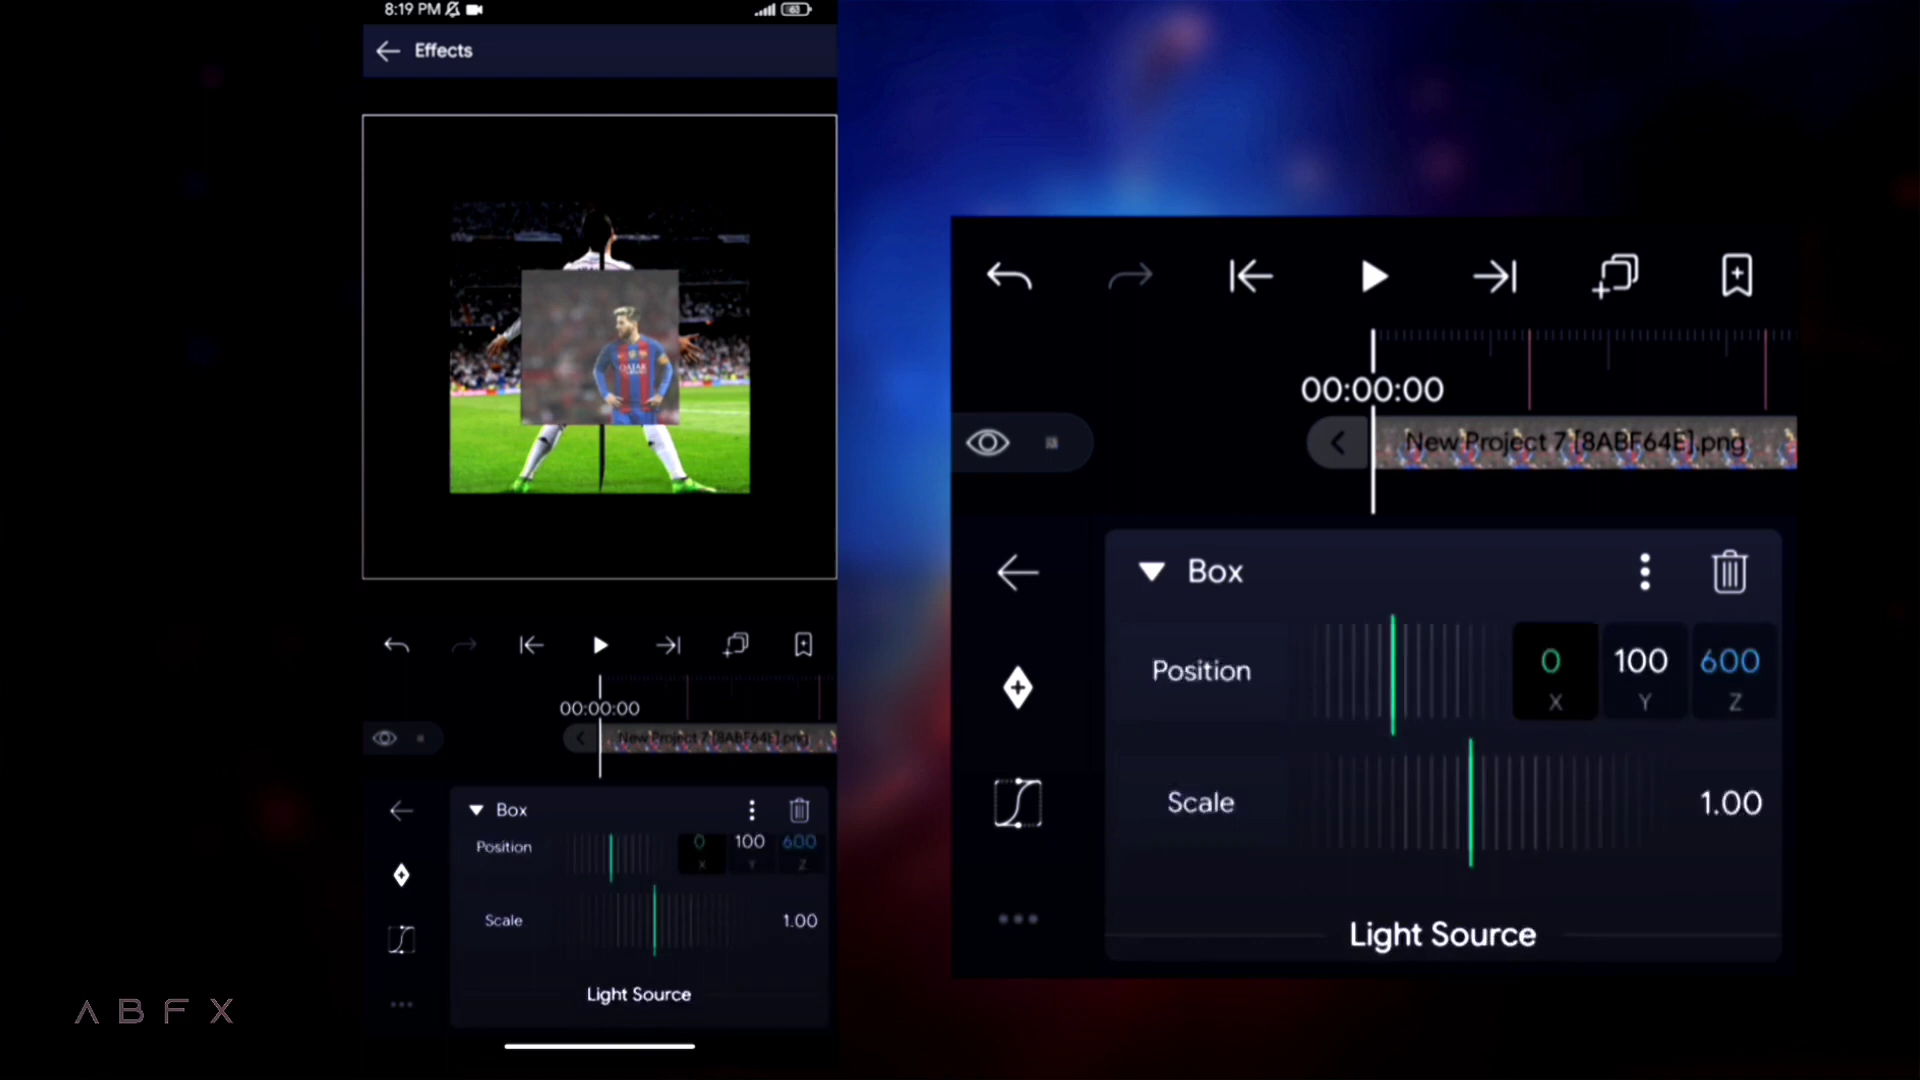 8:19 PM
63
Effects
00:00:00
New Project 7 [8ABF64E].png
Box
Position
0 100 600
X Y Z
Scale 1.00
Light Source
00:00:00
New Project 7 [8ABF64E].png
Box
Position
0 100 600
X Y Z
Scale 1.00
Light Source
QATAR
ABFX